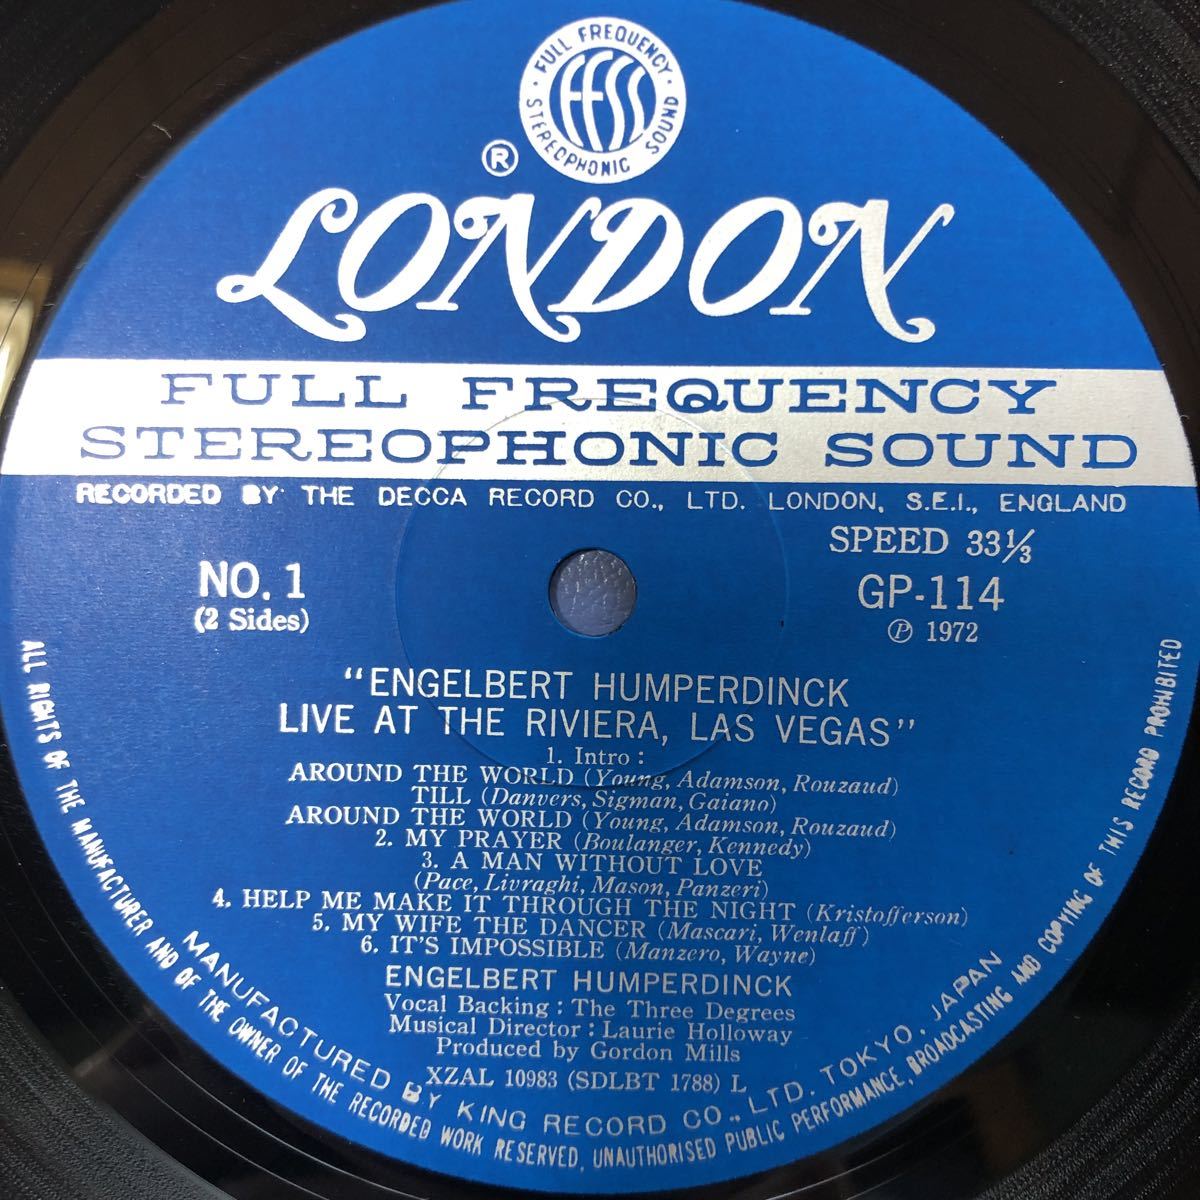 · FULL FREQUENCY · STEREOPHONIC SOUND
FFSS
®
LONDON
FULL FREQUENCY
STEREOPHONIC SOUND
RECORDED BY THE DECCA RECORD CO., LTD. LONDON, S.E.I., ENGLAND
SPEED 33⅓
NO. 1
(2 Sides)
GP-114
Ⓟ 1972
"ENGELBERT HUMPERDINCK
LIVE AT THE RIVIERA, LAS VEGAS"
1. Intro :
AROUND THE WORLD (Young, Adamson, Rouzaud)
TILL (Danvers, Sigman, Gaiano)
AROUND THE WORLD (Young, Adamson, Rouzaud)
2. MY PRAYER (Boulanger, Kennedy)
3. A MAN WITHOUT LOVE
(Pace, Livraghi, Mason, Panzeri)
4. HELP ME MAKE IT THROUGH THE NIGHT (Kristofferson)
5. MY WIFE THE DANCER (Mascari, Wenlaff)
6. IT'S IMPOSSIBLE (Manzero, Wayne)
ENGELBERT HUMPERDINCK
Vocal Backing : The Three Degrees
Musical Director : Laurie Holloway
Produced by Gordon Mills
XZAL 10983 (SDLBT 1788) L
MANUFACTURED BY KING RECORD CO., LTD. TOKYO. JAPAN
ALL RIGHTS OF THE MANUFACTURER AND OF THE OWNER OF THE RECORDED WORK RESERVED, UNAUTHORISED PUBLIC PERFORMANCE, BROADCASTING AND COPYING OF THIS RECORD PROHIBITED